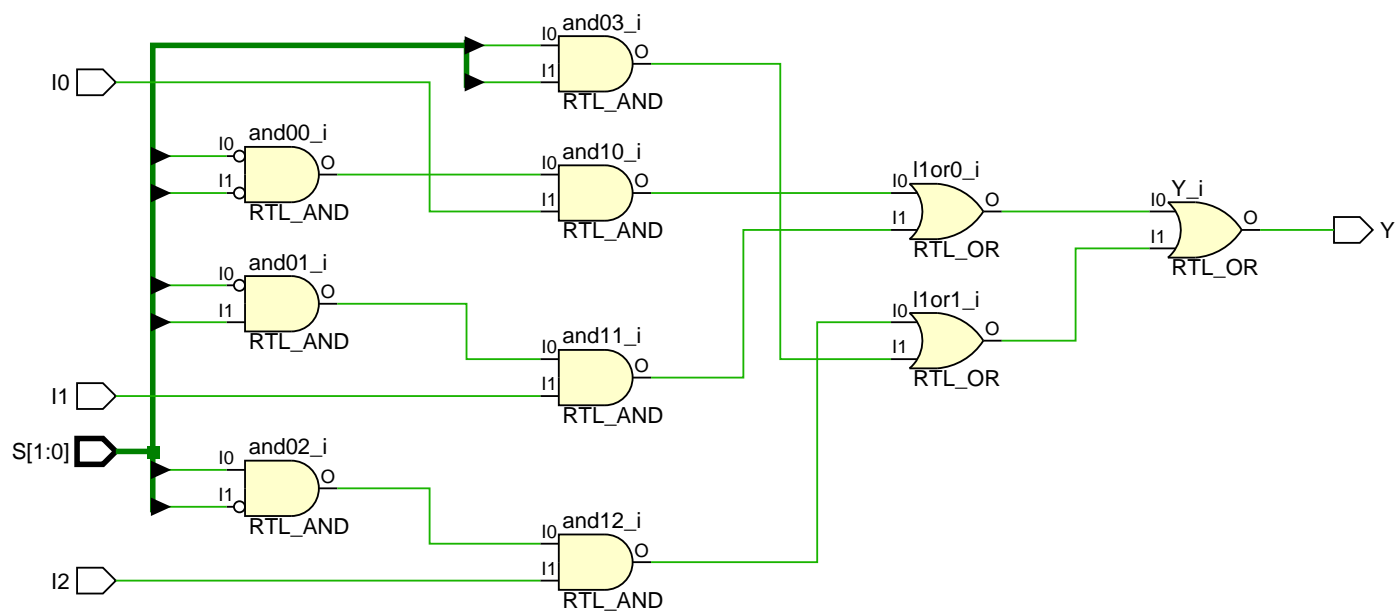 and03_i
I0
I1
O
RTL_AND
I0
and00_i
I0
I1
O
RTL_AND
and10_i
I0
I1
O
RTL_AND
I1or0_i
I0
I1
O
RTL_OR
Y_i
I0
I1
O
RTL_OR
Y
and01_i
I0
I1
O
RTL_AND
I1or1_i
I0
I1
O
RTL_OR
and11_i
I0
I1
O
RTL_AND
I1
S[1:0]
and02_i
I0
I1
O
RTL_AND
and12_i
I0
I1
O
RTL_AND
I2